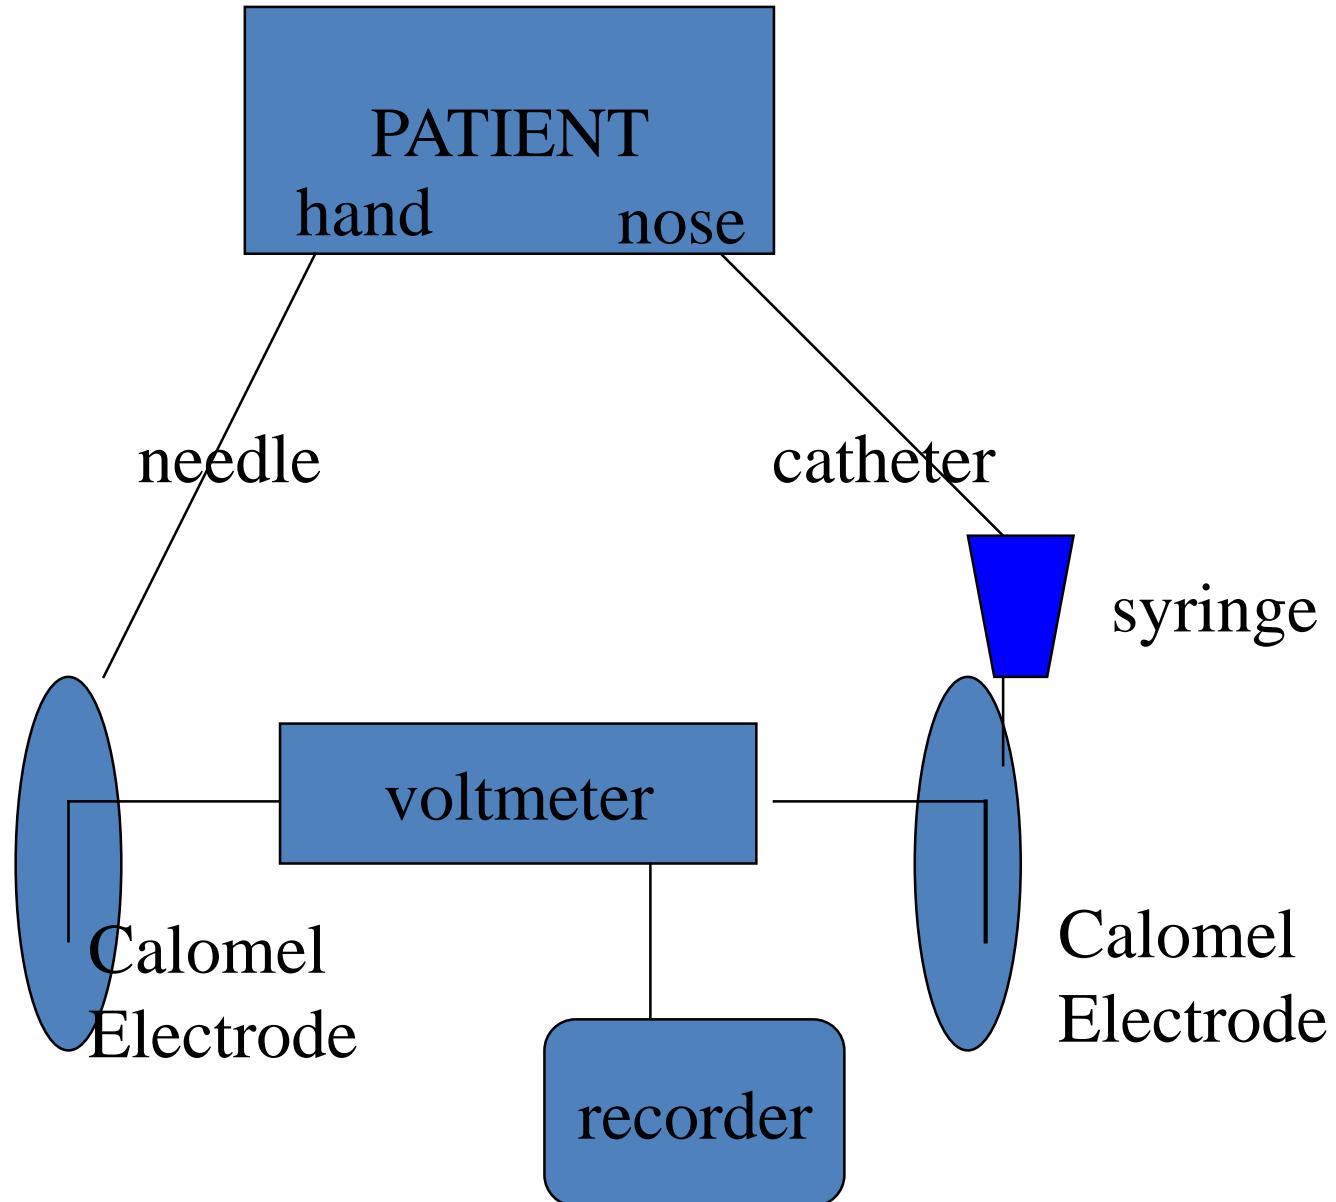 PATIENT
hand
nose
needle
catheter
syringe
voltmeter
Calomel
Electrode
Calomel
Electrode
recorder